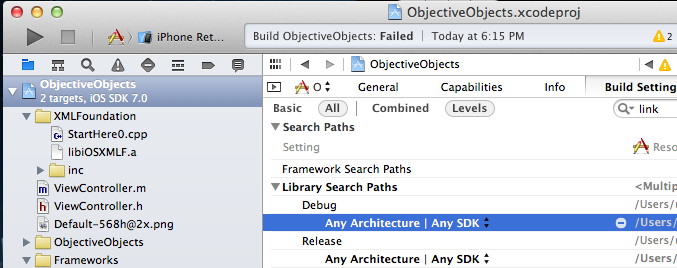 ObjectiveObjects.xcodeproj
iPhone Ret...
Build ObjectiveObjects: Failed | Today at 6:15 PM
2
ObjectiveObjects
2 targets, iOS SDK 7.0
XMLFoundation
StartHere0.cpp
libiOSXMLF.a
inc
ViewController.m
ViewController.h
Default-568h@2x.png
ObjectiveObjects
Frameworks
ObjectiveObjects
O
General
Capabilities
Info
Build Setting
Basic
All
Combined
Levels
link
Search Paths
Setting
Reso
Framework Search Paths
Library Search Paths
<Multip
Debug
/Users/u
Any Architecture | Any SDK
/Users/
Release
/Users/u
Any Architecture | Any SDK
/Users/